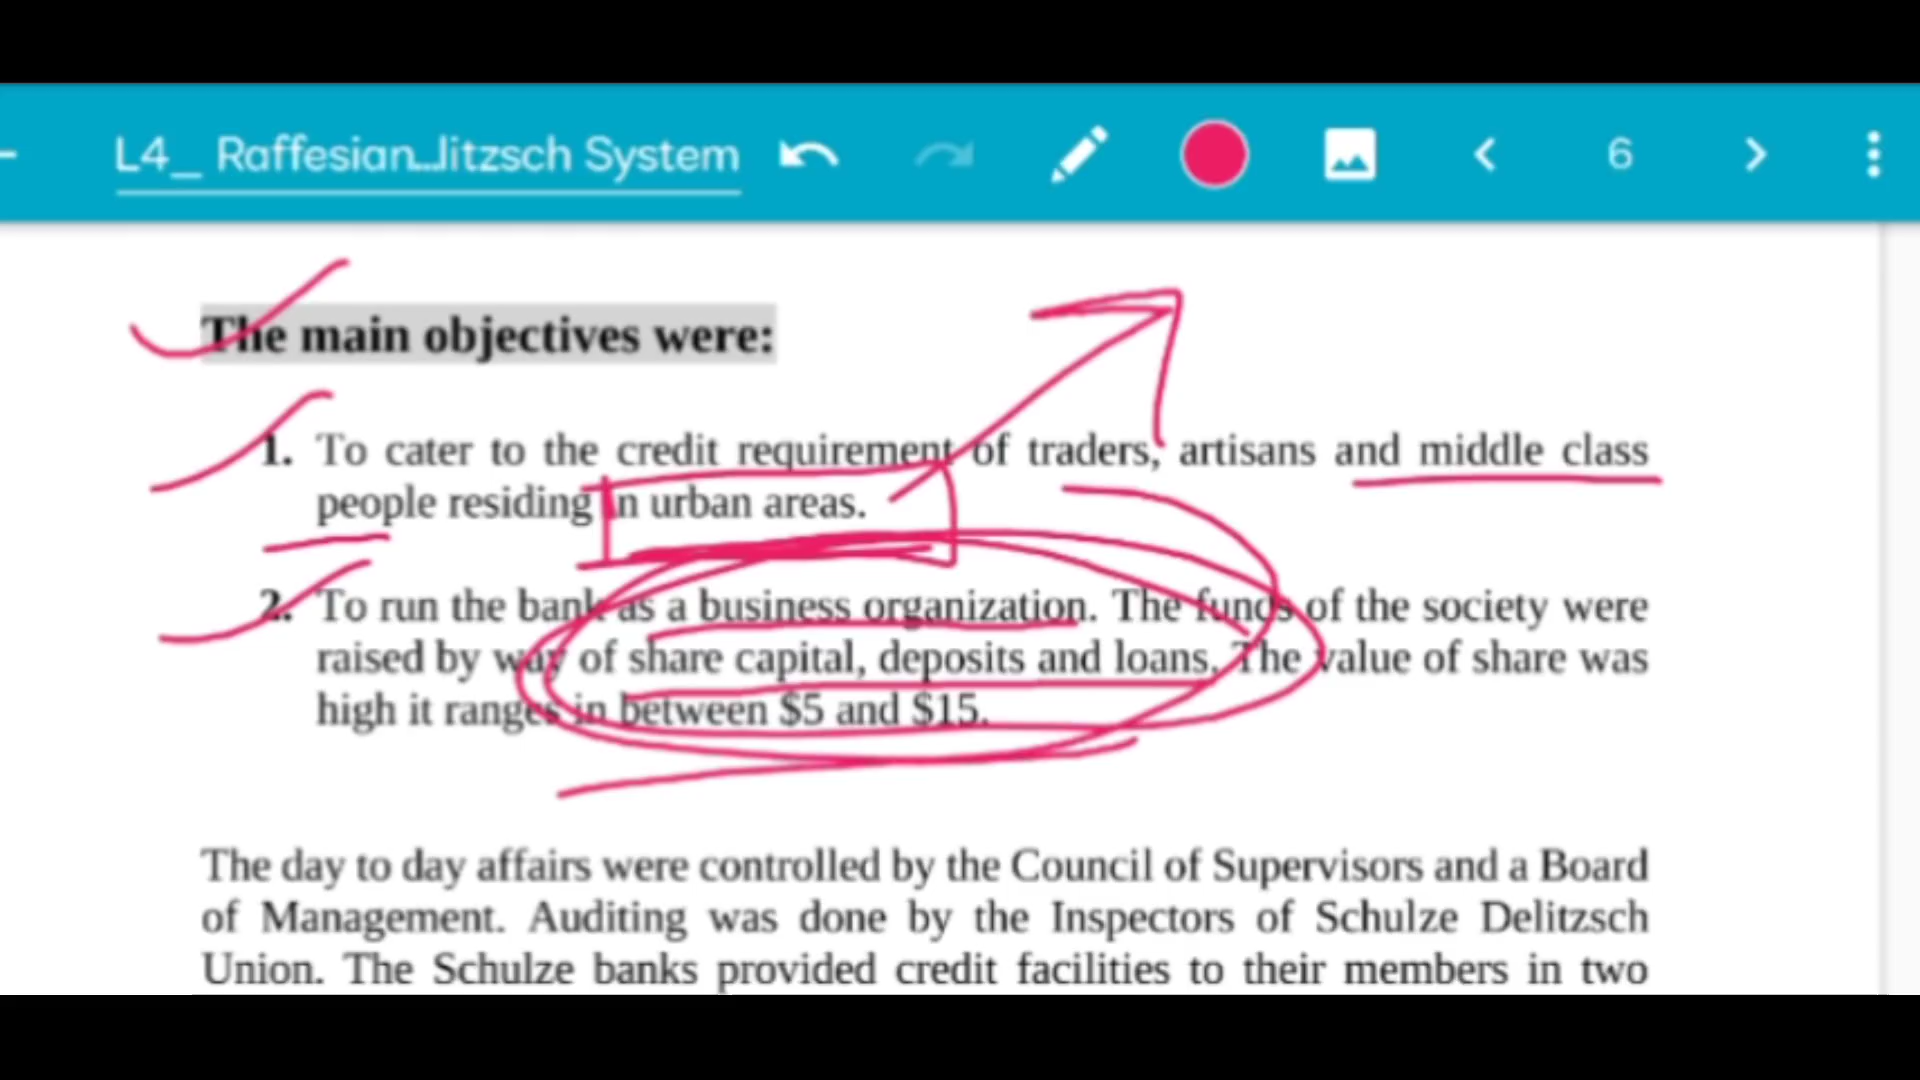 L4_ Raffesian...litzsch System
6
The main objectives were:
1. To cater to the credit requirement of traders, artisans and middle class
people residing in urban areas.
2. To run the bank as a business organization. The funds of the society were
raised by way of share capital, deposits and loans. The value of share was
high it ranges in between $5 and $15.
The day to day affairs were controlled by the Council of Supervisors and a Board
of Management. Auditing was done by the Inspectors of Schulze Delitzsch
Union. The Schulze banks provided credit facilities to their members in two